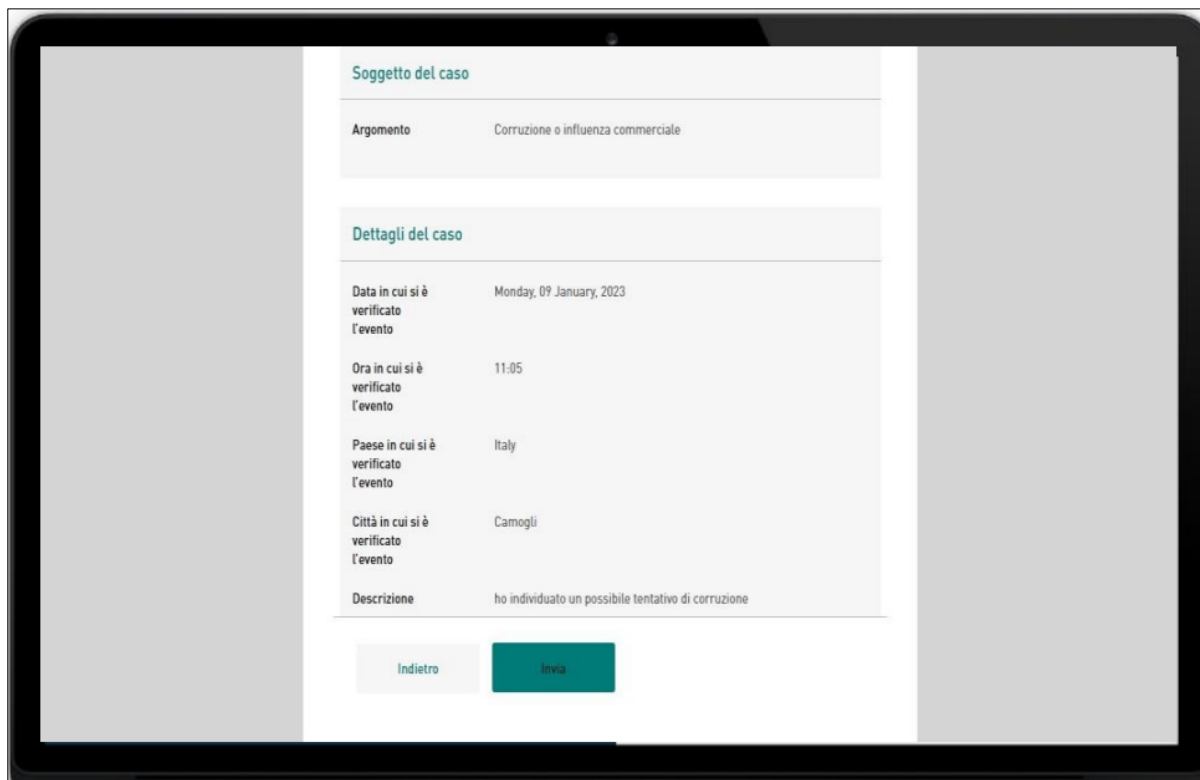 Soggetto del caso
Argomento Corruzione o influenza commerciale
Dettagli del caso
Data in cui si è Monday, 09 January, 2023
verificato
l'evento
Ora in cui si è 11:05
verificato
l'evento
Paese in cui si è Italy
verificato
l'evento
Città in cui si è Camogli
verificato
l'evento
Descrizione ho individuato un possibile tentativo di corruzione
Indietro Invia